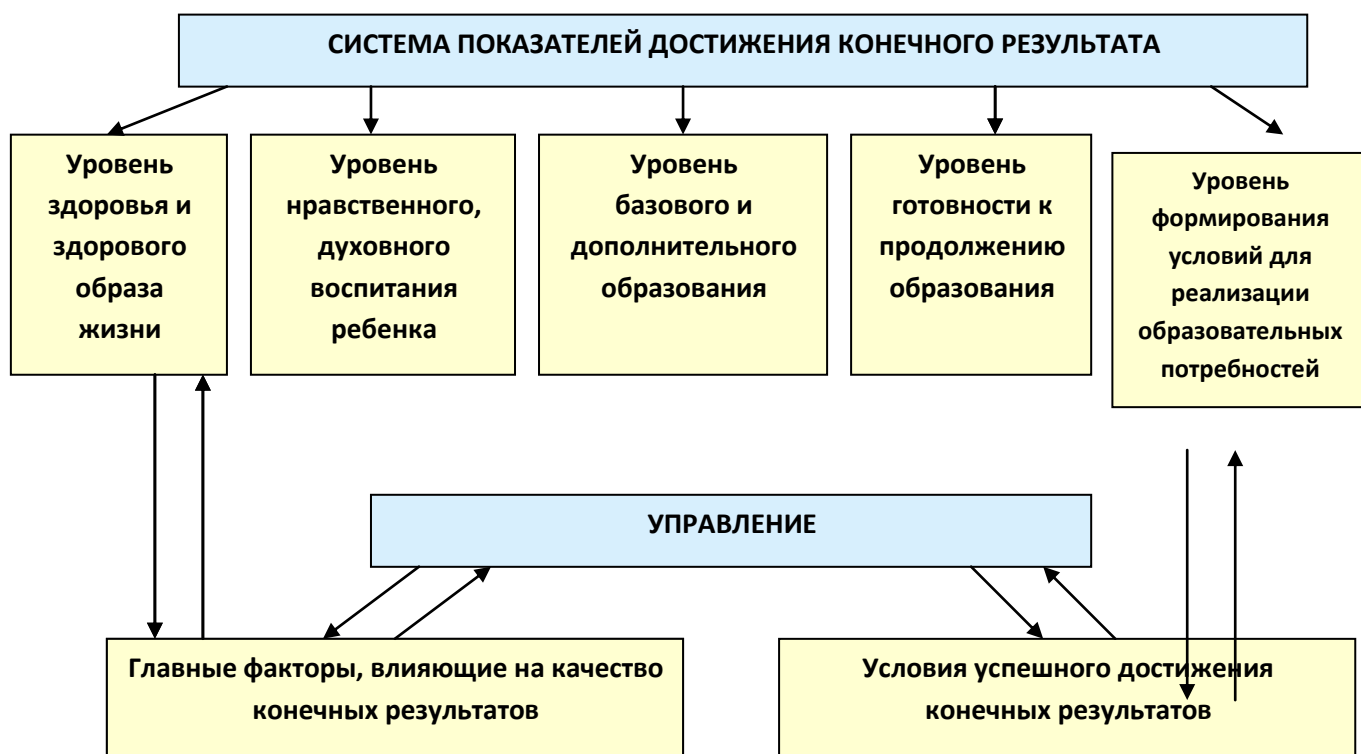 СИСТЕМА ПОКАЗАТЕЛЕЙ ДОСТИЖЕНИЯ КОНЕЧНОГО РЕЗУЛЬТАТА
Уровень
здоровья и
здорового
образа
жизни
Уровень
нравственного,
духовного
воспитания
ребенка
Уровень
базового и
дополнительного
образования
Уровень
готовности к
продолжению
образования
Уровень
формирования
условий для
реализации
образовательных
потребностей
УПРАВЛЕНИЕ
Главные факторы, влияющие на качество
конечных результатов
Условия успешного достижения
конечных результатов